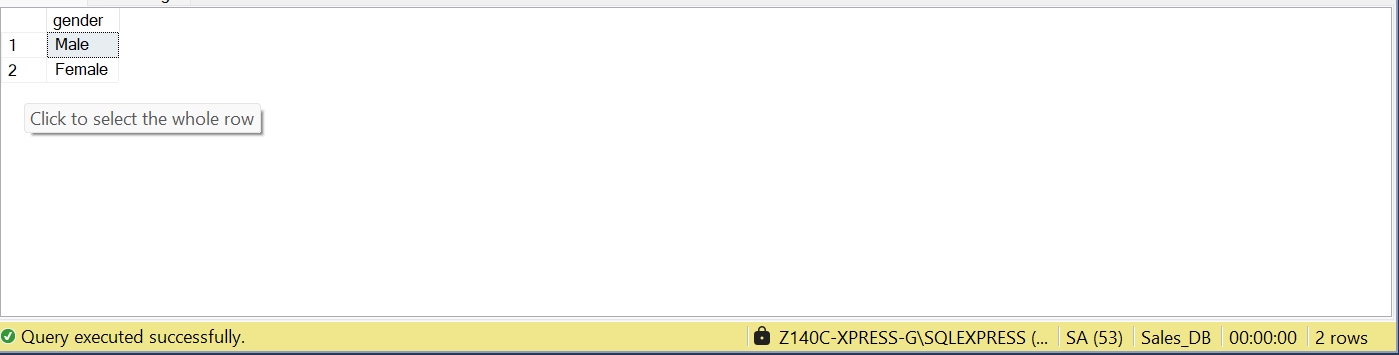 gender
1 Male
2 Female
Click to select the whole row
Query executed successfully. Z140C-XPRESS-G\SQLEXPRESS (... SA (53) Sales_DB 00:00:00 2 rows